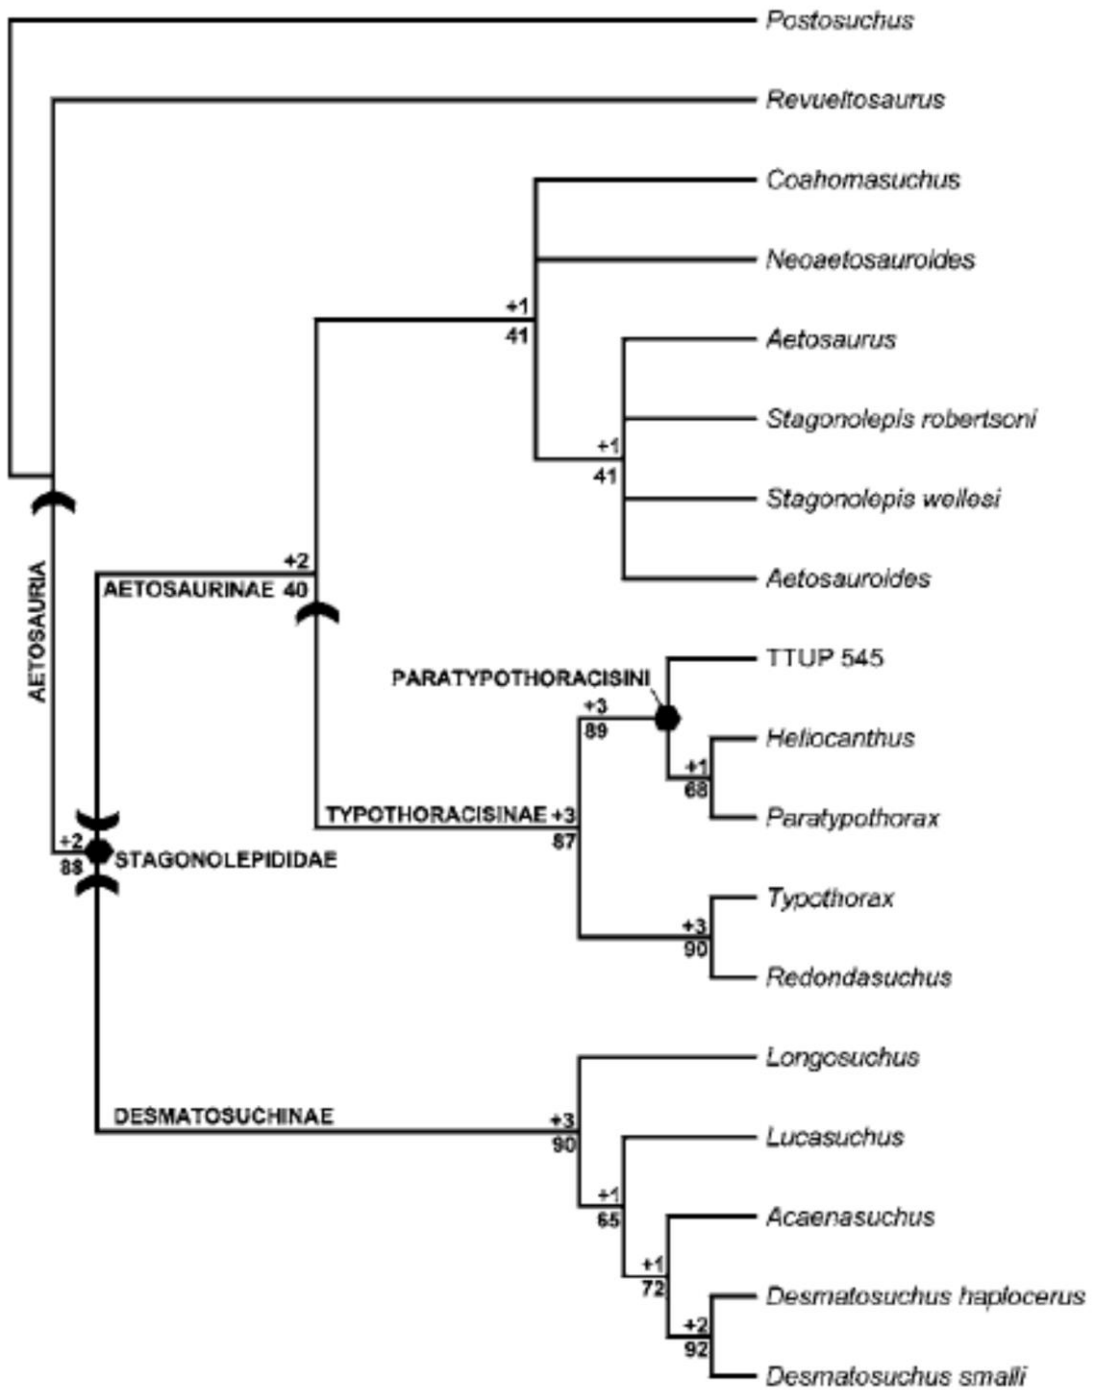 Postosuchus
Revueltosaurus
Coahomasuchus
Neoaetosauroides
+1
41
Aetosaurus
Stagonolepis robertsoni
+1
41
Stagonolepis wellesi
Aetosauroides
+2
AETOSAURINAE 40
AETOSAURIA
TTUP 545
PARATYPOTHORACISINI
+3
89
Heliocanthus
+1
68
Paratypothorax
TYPOTHORACISINAE +3
87
+2
88
STAGONOLEPIDIDAE
Typothorax
+3
90
Redondasuchus
Longosuchus
DESMATOSUCHINAE
+3
90
Lucasuchus
+1
65
Acaenasuchus
+1
72
Desmatosuchus haplocerus
+2
92
Desmatosuchus smalli